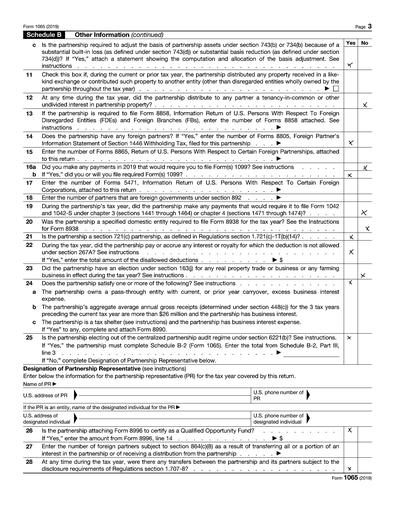 Form 1065 (2019) Page 3
Schedule B Other Information (continued)
Yes No
c Is the partnership required to adjust the basis of partnership assets under section 743(b) or 734(b) because of a
substantial built-in loss (as defined under section 743(d)) or substantial basis reduction (as defined under section
734(d))? If "Yes," attach a statement showing the computation and allocation of the basis adjustment. See
instructions x
11 Check this box if, during the current or prior tax year, the partnership distributed any property received in a like-
kind exchange or contributed such property to another entity (other than disregarded entities wholly owned by the
partnership throughout the tax year) ▶ ☐
12 At any time during the tax year, did the partnership distribute to any partner a tenancy-in-common or other
undivided interest in partnership property? x
13 If the partnership is required to file Form 8858, Information Return of U.S. Persons With Respect To Foreign
Disregarded Entities (FDEs) and Foreign Branches (FBs), enter the number of Forms 8858 attached. See
instructions ▶
14 Does the partnership have any foreign partners? If "Yes," enter the number of Forms 8805, Foreign Partner's
Information Statement of Section 1446 Withholding Tax, filed for this partnership ▶ x
15 Enter the number of Forms 8865, Return of U.S. Persons With Respect to Certain Foreign Partnerships, attached
to this return ▶
16a Did you make any payments in 2019 that would require you to file Form(s) 1099? See instructions x
b If "Yes," did you or will you file required Form(s) 1099? x
17 Enter the number of Forms 5471, Information Return of U.S. Persons With Respect To Certain Foreign
Corporations, attached to this return ▶
18 Enter the number of partners that are foreign governments under section 892 ▶
19 During the partnership's tax year, did the partnership make any payments that would require it to file Form 1042
and 1042-S under chapter 3 (sections 1441 through 1464) or chapter 4 (sections 1471 through 1474)? x
20 Was the partnership a specified domestic entity required to file Form 8938 for the tax year? See the Instructions
for Form 8938 x
21 Is the partnership a section 721(c) partnership, as defined in Regulations section 1.721(c)-1T(b)(14)? x
22 During the tax year, did the partnership pay or accrue any interest or royalty for which the deduction is not allowed
under section 267A? See instructions x
If "Yes," enter the total amount of the disallowed deductions ▶ $
23 Did the partnership have an election under section 163(j) for any real property trade or business or any farming
business in effect during the tax year? See instructions x
24 Does the partnership satisfy one or more of the following? See instructions x
a The partnership owns a pass-through entity with current, or prior year carryover, excess business interest
expense.
b The partnership's aggregate average annual gross receipts (determined under section 448(c)) for the 3 tax years
preceding the current tax year are more than $26 million and the partnership has business interest.
c The partnership is a tax shelter (see instructions) and the partnership has business interest expense.
If "Yes" to any, complete and attach Form 8990.
25 Is the partnership electing out of the centralized partnership audit regime under section 6221(b)? See instructions. x
If "Yes," the partnership must complete Schedule B-2 (Form 1065). Enter the total from Schedule B-2, Part III,
line 3 ▶
If "No," complete Designation of Partnership Representative below.
Designation of Partnership Representative (see instructions)
Enter below the information for the partnership representative (PR) for the tax year covered by this return.
Name of PR ▶
U.S. address of PR
U.S. phone number of
PR
If the PR is an entity, name of the designated individual for the PR ▶
U.S. address of
designated individual
U.S. phone number of
designated individual
26 Is the partnership attaching Form 8996 to certify as a Qualified Opportunity Fund? x
If "Yes," enter the amount from Form 8996, line 14 ▶ $
27 Enter the number of foreign partners subject to section 864(c)(8) as a result of transferring all or a portion of an
interest in the partnership or of receiving a distribution from the partnership ▶
28 At any time during the tax year, were there any transfers between the partnership and its partners subject to the
disclosure requirements of Regulations section 1.707-8? x
Form 1065 (2019)